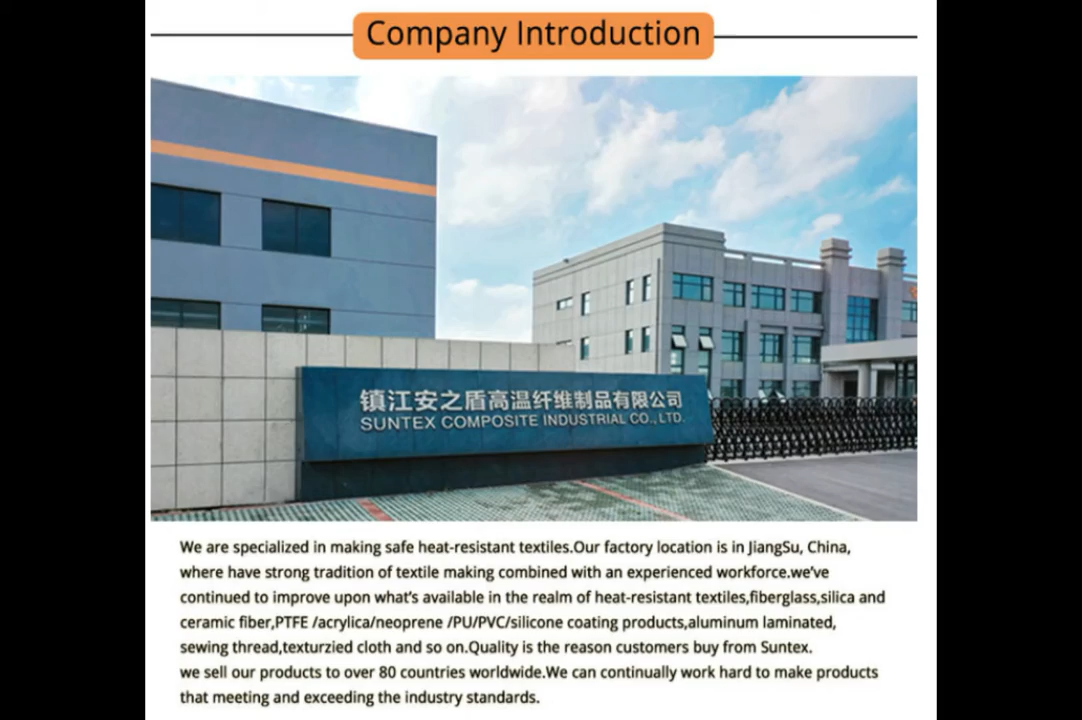 Company Introduction
镇江安之盾高温纤维制品有限公司
SUNTEX COMPOSITE INDUSTRIAL CO., LTD.
We are specialized in making safe heat-resistant textiles.Our factory location is in JiangSu, China,
where have strong tradition of textile making combined with an experienced workforce.we've
continued to improve upon what's available in the realm of heat-resistant textiles,fiberglass,silica and
ceramic fiber,PTFE /acrylica/neoprene /PU/PVC/silicone coating products,aluminum laminated,
sewing thread,texturzied cloth and so on.Quality is the reason customers buy from Suntex.
we sell our products to over 80 countries worldwide.We can continually work hard to make products
that meeting and exceeding the industry standards.